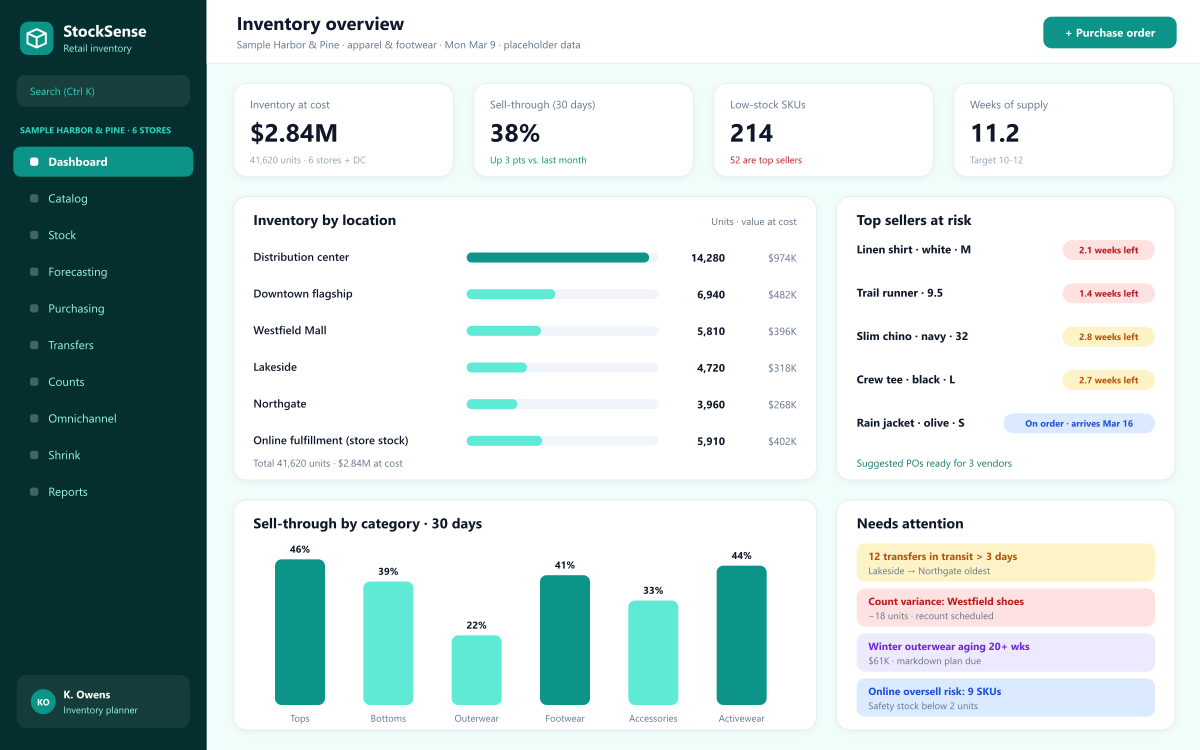 StockSense
Retail inventory
Search (Ctrl K)
SAMPLE HARBOR & PINE · 6 STORES
Dashboard
Catalog
Stock
Forecasting
Purchasing
Transfers
Counts
Omnichannel
Shrink
Reports
KO
K. Owens
Inventory planner
Inventory overview
Sample Harbor & Pine · apparel & footwear · Mon Mar 9 · placeholder data
+ Purchase order
Inventory at cost
$2.84M
41,620 units · 6 stores + DC
Sell-through (30 days)
38%
Up 3 pts vs. last month
Low-stock SKUs
214
52 are top sellers
Weeks of supply
11.2
Target 10–12
Inventory by location
Units · value at cost
Distribution center 14,280 $974K
Downtown flagship 6,940 $482K
Westfield Mall 5,810 $396K
Lakeside 4,720 $318K
Northgate 3,960 $268K
Online fulfillment (store stock) 5,910 $402K
Total 41,620 units · $2.84M at cost
Top sellers at risk
Linen shirt · white · M 2.1 weeks left
Trail runner · 9.5 1.4 weeks left
Slim chino · navy · 32 2.8 weeks left
Crew tee · black · L 2.7 weeks left
Rain jacket · olive · S On order · arrives Mar 16
Suggested POs ready for 3 vendors
Sell-through by category · 30 days
46% 39% 22% 41% 33% 44%
Tops Bottoms Outerwear Footwear Accessories Activewear
Needs attention
12 transfers in transit > 3 days
Lakeside → Northgate oldest
Count variance: Westfield shoes
−18 units · recount scheduled
Winter outerwear aging 20+ wks
$61K · markdown plan due
Online oversell risk: 9 SKUs
Safety stock below 2 units